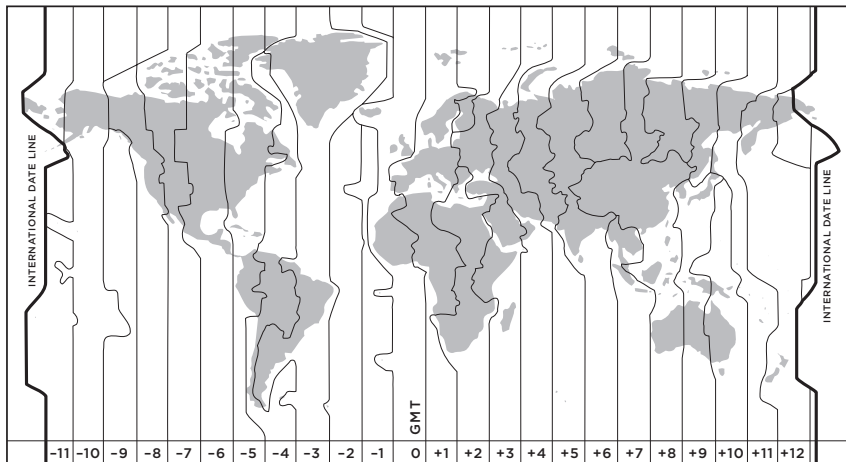 INTERNATIONAL DATE LINE
INTERNATIONAL DATE LINE
GMT
−11 −10 −9 −8 −7 −6 −5 −4 −3 −2 −1 0 +1 +2 +3 +4 +5 +6 +7 +8 +9 +10 +11 +12